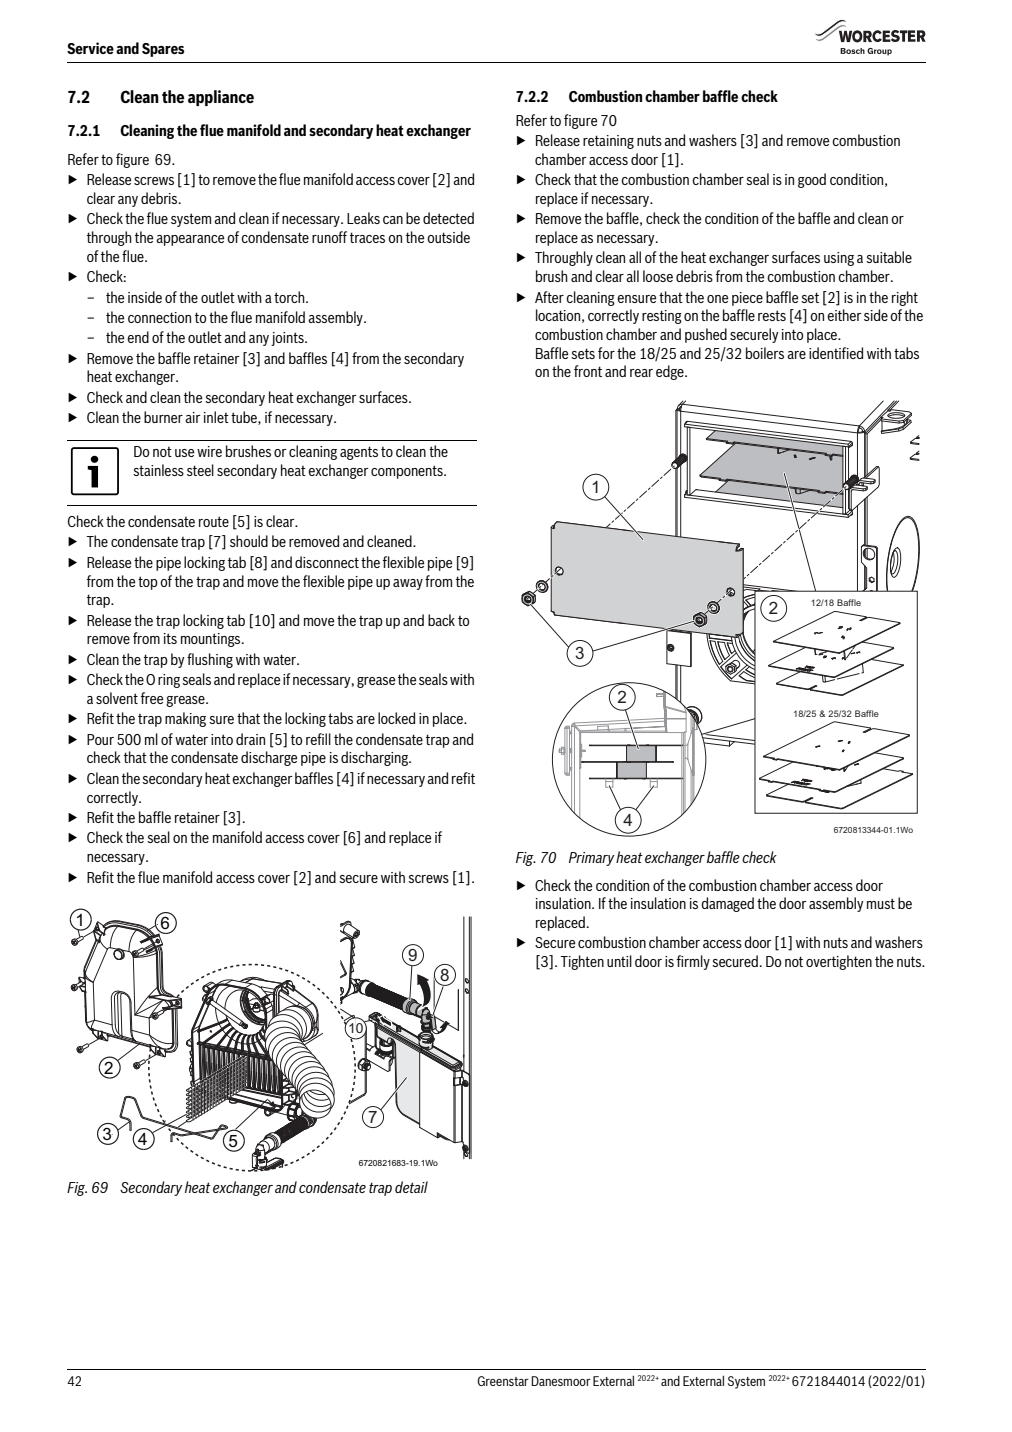 Service and Spares
WORCESTER
Bosch Group
7.2 Clean the appliance
7.2.1 Cleaning the flue manifold and secondary heat exchanger
Refer to figure 69.
▶ Release screws [1] to remove the flue manifold access cover [2] and
clear any debris.
▶ Check the flue system and clean if necessary. Leaks can be detected
through the appearance of condensate runoff traces on the outside
of the flue.
▶ Check:
– the inside of the outlet with a torch.
– the connection to the flue manifold assembly.
– the end of the outlet and any joints.
▶ Remove the baffle retainer [3] and baffles [4] from the secondary
heat exchanger.
▶ Check and clean the secondary heat exchanger surfaces.
▶ Clean the burner air inlet tube, if necessary.
i
Do not use wire brushes or cleaning agents to clean the
stainless steel secondary heat exchanger components.
Check the condensate route [5] is clear.
▶ The condensate trap [7] should be removed and cleaned.
▶ Release the pipe locking tab [8] and disconnect the flexible pipe [9]
from the top of the trap and move the flexible pipe up away from the
trap.
▶ Release the trap locking tab [10] and move the trap up and back to
remove from its mountings.
▶ Clean the trap by flushing with water.
▶ Check the O ring seals and replace if necessary, grease the seals with
a solvent free grease.
▶ Refit the trap making sure that the locking tabs are locked in place.
▶ Pour 500 ml of water into drain [5] to refill the condensate trap and
check that the condensate discharge pipe is discharging.
▶ Clean the secondary heat exchanger baffles [4] if necessary and refit
correctly.
▶ Refit the baffle retainer [3].
▶ Check the seal on the manifold access cover [6] and replace if
necessary.
▶ Refit the flue manifold access cover [2] and secure with screws [1].
1
6
9
8
10
2
3
4
5
7
6720821683-19.1Wo
Fig. 69 Secondary heat exchanger and condensate trap detail
7.2.2 Combustion chamber baffle check
Refer to figure 70
▶ Release retaining nuts and washers [3] and remove combustion
chamber access door [1].
▶ Check that the combustion chamber seal is in good condition,
replace if necessary.
▶ Remove the baffle, check the condition of the baffle and clean or
replace as necessary.
▶ Throughly clean all of the heat exchanger surfaces using a suitable
brush and clear all loose debris from the combustion chamber.
▶ After cleaning ensure that the one piece baffle set [2] is in the right
location, correctly resting on the baffle rests [4] on either side of the
combustion chamber and pushed securely into place.
Baffle sets for the 18/25 and 25/32 boilers are identified with tabs
on the front and rear edge.
1
2
12/18 Baffle
3
2
18/25 & 25/32 Baffle
4
6720813344-01.1Wo
Fig. 70 Primary heat exchanger baffle check
▶ Check the condition of the combustion chamber access door
insulation. If the insulation is damaged the door assembly must be
replaced.
▶ Secure combustion chamber access door [1] with nuts and washers
[3]. Tighten until door is firmly secured. Do not overtighten the nuts.
42
Greenstar Danesmoor External 2022+ and External System 2022+ 6721844014 (2022/01)